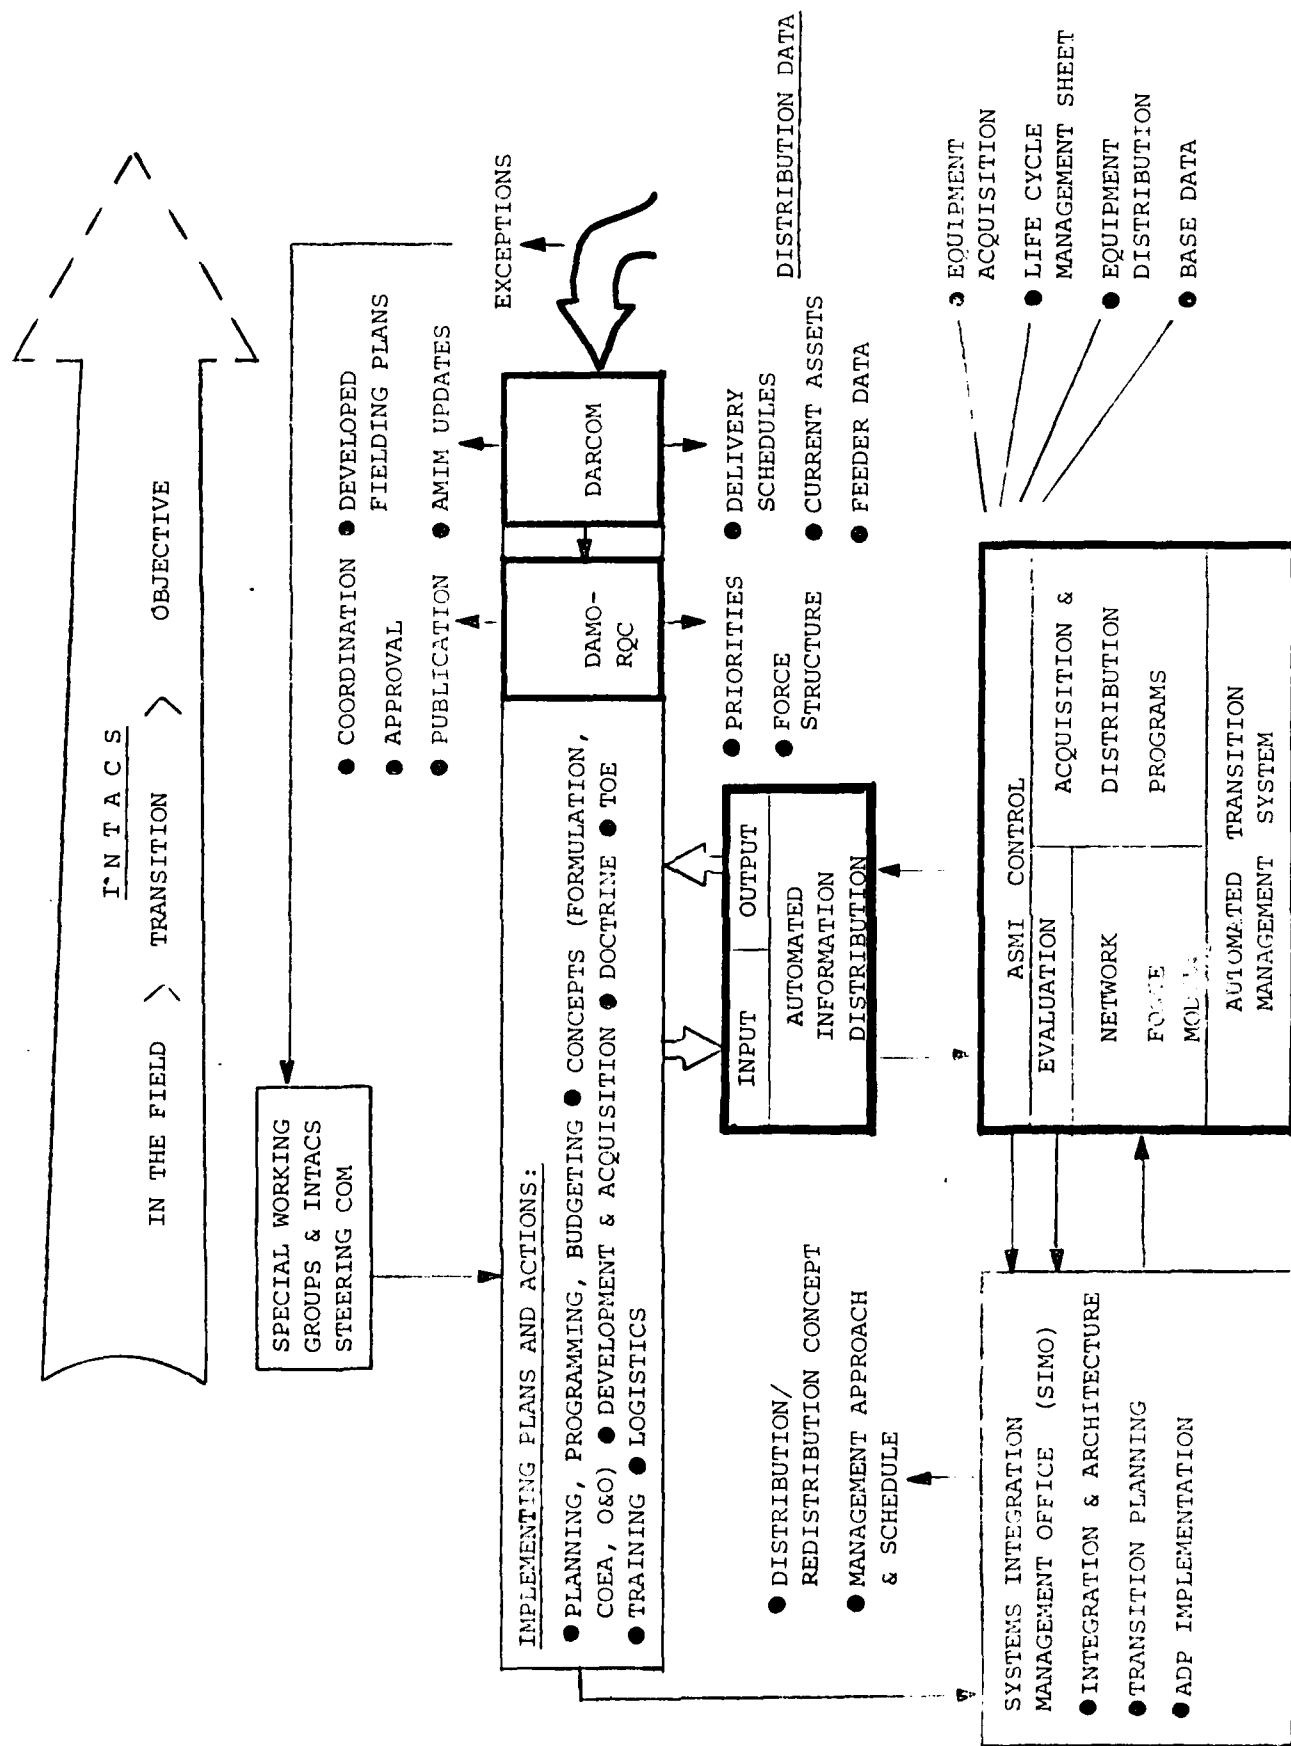 I N T A C S
IN THE FIELD > TRANSITION > OBJECTIVE
SPECIAL WORKING
GROUPS & INTACS
STEERING COM
EXCEPTIONS
● COORDINATION
● APPROVAL
● PUBLICATION
● DEVELOPED
FIELDING PLANS
● AMIM UPDATES
IMPLEMENTING PLANS AND ACTIONS:
● PLANNING, PROGRAMMING, BUDGETING ● CONCEPTS (FORMULATION,
COEA, O&O) ● DEVELOPMENT & ACQUISITION ● DOCTRINE ● TOE
● TRAINING ● LOGISTICS
DAMO-
RQC
DARCOM
● PRIORITIES
● FORCE
STRUCTURE
● DELIVERY
SCHEDULES
● CURRENT ASSETS
● FEEDER DATA
DISTRIBUTION DATA
INPUT
OUTPUT
AUTOMATED
INFORMATION
DISTRIBUTION
● DISTRIBUTION/
REDISTRIBUTION CONCEPT
● MANAGEMENT APPROACH
& SCHEDULE
SYSTEMS INTEGRATION
MANAGEMENT OFFICE (SIMO)
● INTEGRATION & ARCHITECTURE
● TRANSITION PLANNING
● ADP IMPLEMENTATION
ASMI CONTROL
EVALUATION
NETWORK
ACQUISITION &
DISTRIBUTION
PROGRAMS
AUTOMATED TRANSITION
MANAGEMENT SYSTEM
● EQUIPMENT
ACQUISITION
● LIFE CYCLE
MANAGEMENT SHEET
● EQUIPMENT
DISTRIBUTION
● BASE DATA